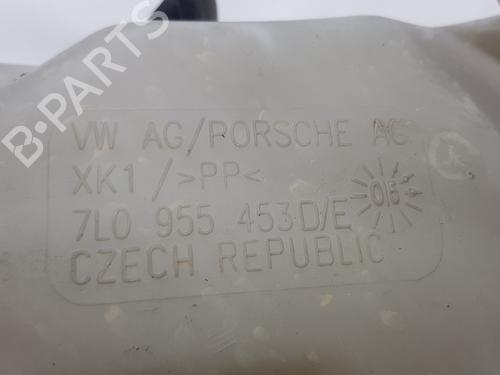 B-PARTS
VW AG/PORSCHE AG
XK1 / >PP<
7L0 955 453 D/E 06
CZECH REPUBLIC